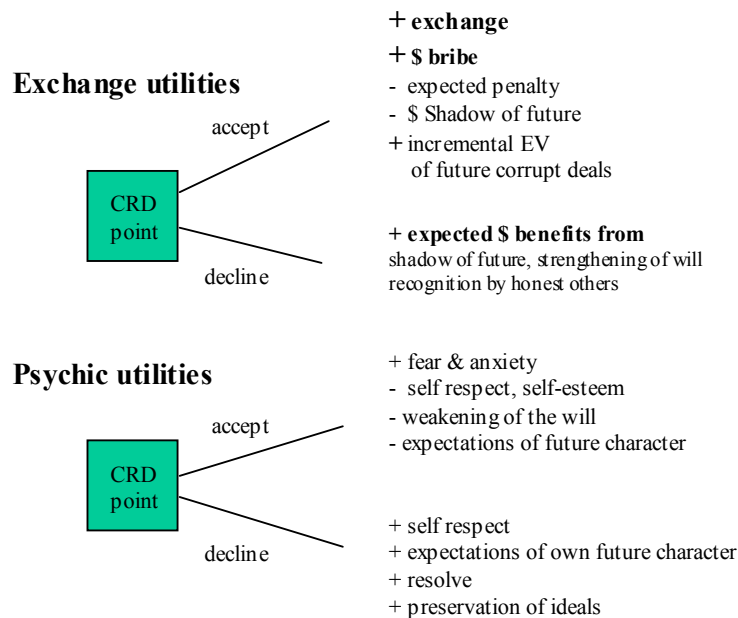 + exchange
+ $ bribe
Exchange utilities
- expected penalty
- $ Shadow of future
accept
+ incremental EV
of future corrupt deals
CRD
point
+ expected $ benefits from
shadow of future, strengthening of will
decline
recognition by honest others
Psychic utilities
+ fear & anxiety
- self respect, self-esteem
accept
- weakening of the will
- expectations of future character
CRD
point
+ self respect
decline
+ expectations of own future character
+ resolve
+ preservation of ideals